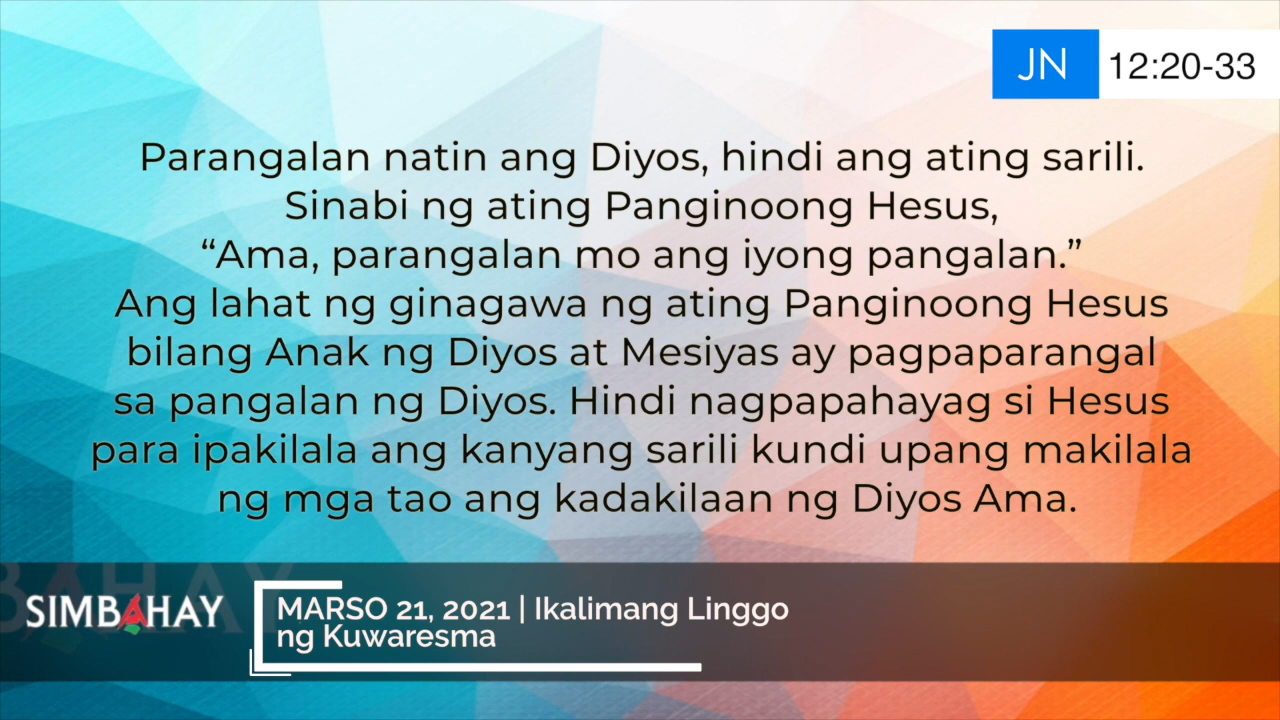 JN 12:20-33
Parangalan natin ang Diyos, hindi ang ating sarili.
Sinabi ng ating Panginoong Hesus,
“Ama, parangalan mo ang iyong pangalan.”
Ang lahat ng ginagawa ng ating Panginoong Hesus
bilang Anak ng Diyos at Mesiyas ay pagpaparangal
sa pangalan ng Diyos. Hindi nagpapahayag si Hesus
para ipakilala ang kanyang sarili kundi upang makilala
ng mga tao ang kadakilaan ng Diyos Ama.
SIMBAHAY
MARSO 21, 2021 | Ikalimang Linggo
ng Kuwaresma